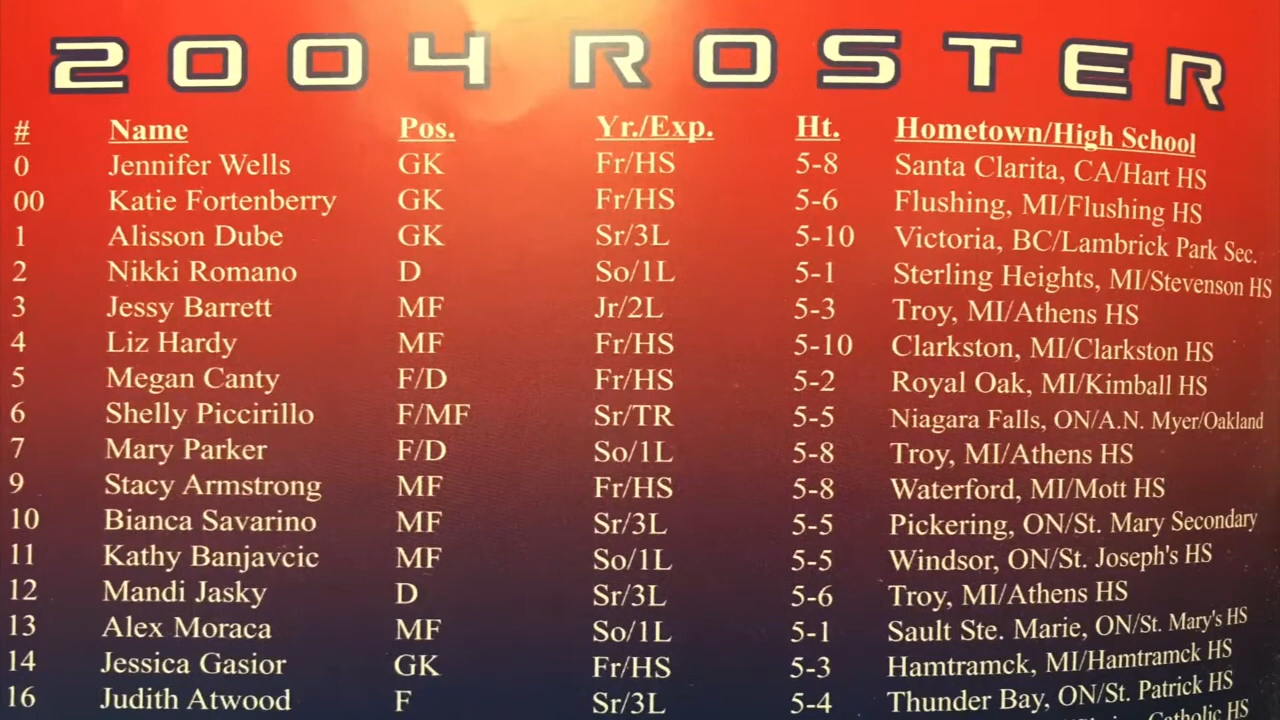 2004 ROSTER
# Name Pos. Yr./Exp. Ht. Hometown/High School
0 Jennifer Wells GK Fr/HS 5-8 Santa Clarita, CA/Hart HS
00 Katie Fortenberry GK Fr/HS 5-6 Flushing, MI/Flushing HS
1 Alisson Dube GK Sr/3L 5-10 Victoria, BC/Lambrick Park Sec.
2 Nikki Romano D So/1L 5-1 Sterling Heights, MI/Stevenson HS
3 Jessy Barrett MF Jr/2L 5-3 Troy, MI/Athens HS
4 Liz Hardy MF Fr/HS 5-10 Clarkston, MI/Clarkston HS
5 Megan Canty F/D Fr/HS 5-2 Royal Oak, MI/Kimball HS
6 Shelly Piccirillo F/MF Sr/TR 5-5 Niagara Falls, ON/A.N. Myer/Oakland
7 Mary Parker F/D So/1L 5-8 Troy, MI/Athens HS
9 Stacy Armstrong MF Fr/HS 5-8 Waterford, MI/Mott HS
10 Bianca Savarino MF Sr/3L 5-5 Pickering, ON/St. Mary Secondary
11 Kathy Banjavcic MF So/1L 5-5 Windsor, ON/St. Joseph's HS
12 Mandi Jasky D Sr/3L 5-6 Troy, MI/Athens HS
13 Alex Moraca MF So/1L 5-1 Sault Ste. Marie, ON/St. Mary's HS
14 Jessica Gasior GK Fr/HS 5-3 Hamtramck, MI/Hamtramck HS
16 Judith Atwood F Sr/3L 5-4 Thunder Bay, ON/St. Patrick HS
Catholic HS